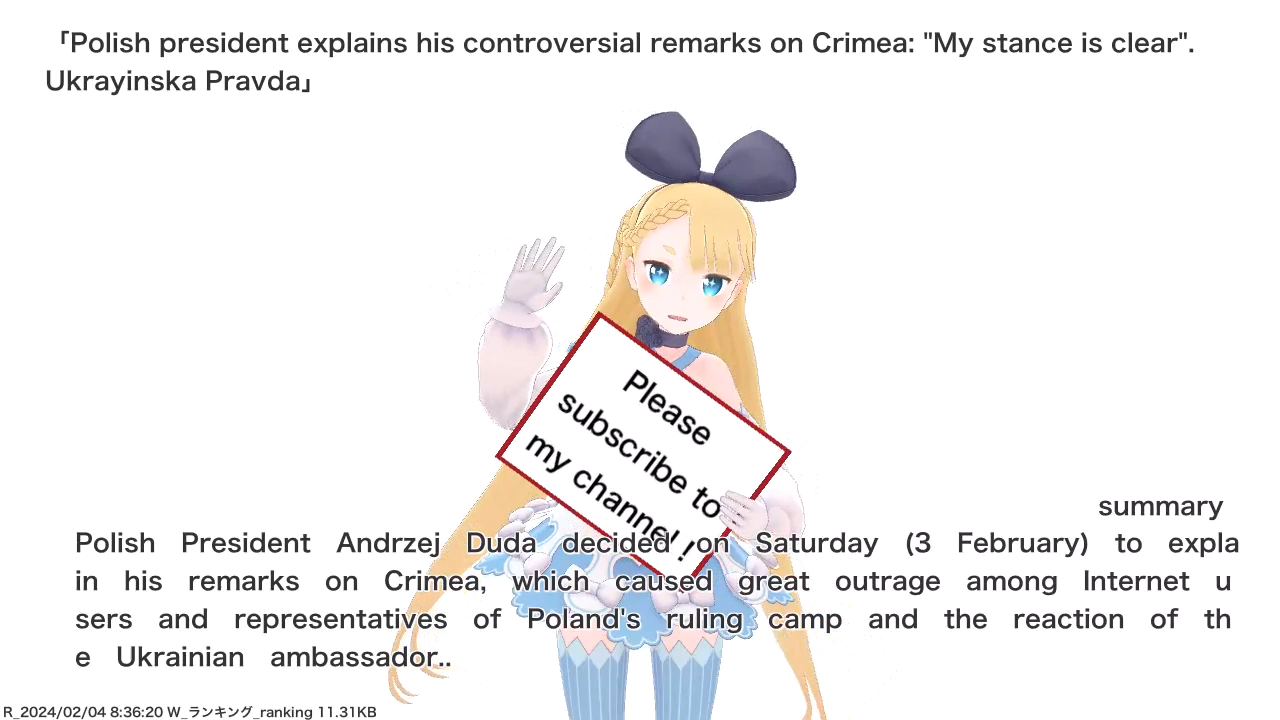 「Polish president explains his controversial remarks on Crimea: "My stance is clear".
Ukrayinska Pravda」
Please
subscribe to
my channel !
summary
Polish President Andrzej Duda decided on Saturday (3 February) to expla
in his remarks on Crimea, which caused great outrage among Internet u
sers and representatives of Poland's ruling camp and the reaction of th
e Ukrainian ambassador..
R_2024/02/04 8:36:20 W_ランキング_ranking 11.31KB